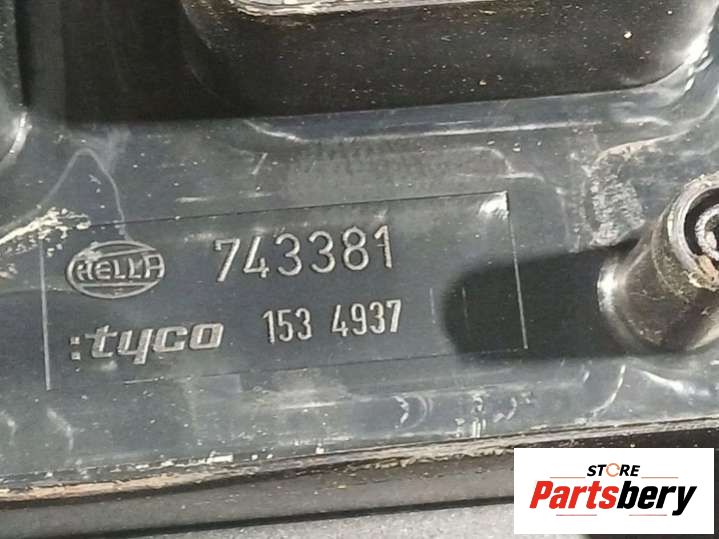 HELLA 743381
:tyco 153 4937
STORE
Partsbery